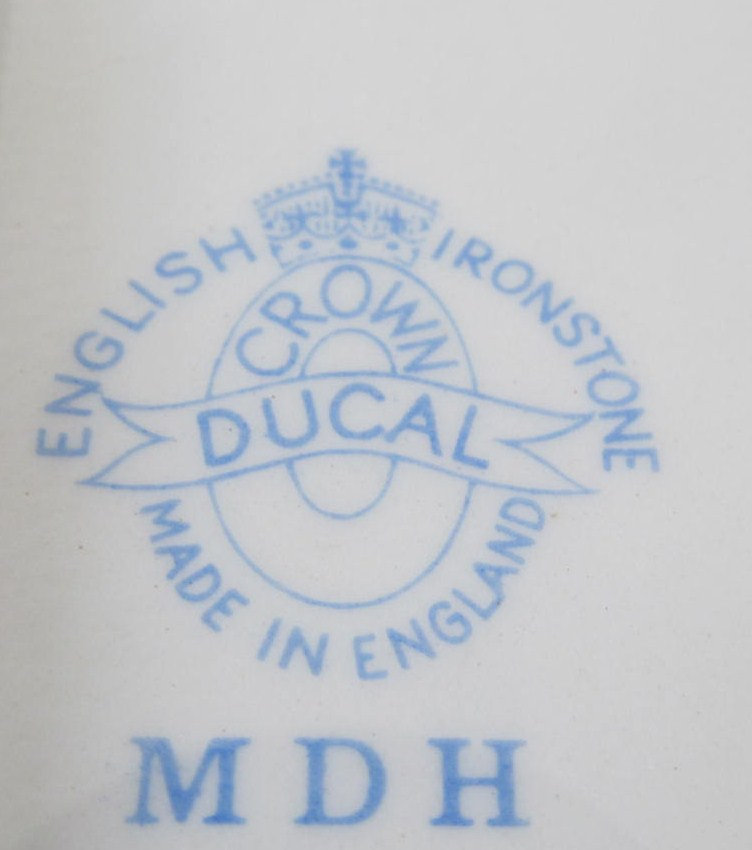 ENGLISH IRONSTONE
CROWN
DUCAL
MADE IN ENGLAND
MDH